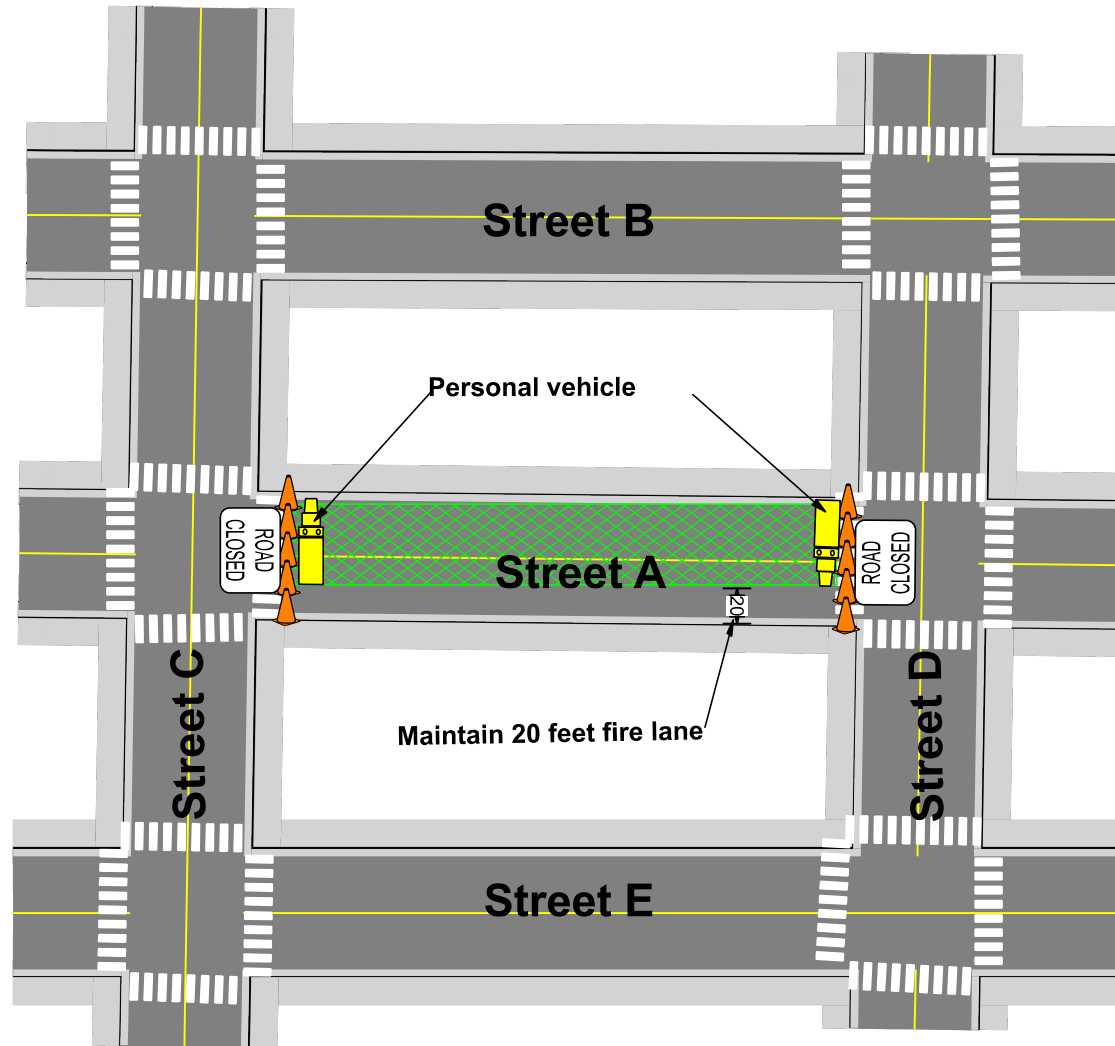 Street B
Personal vehicle
ROAD
CLOSED
ROAD
CLOSED
Street A
20
Street C
Street D
Maintain 20 feet fire lane
Street E